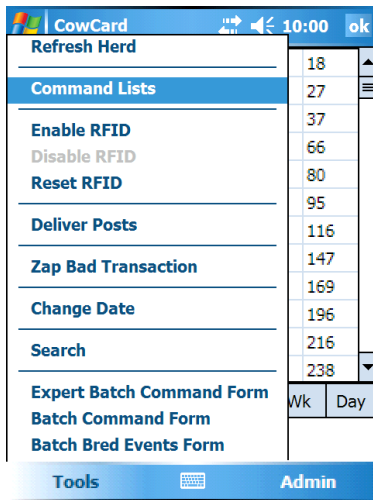 CowCard 10:00 ok
Refresh Herd
18
Command Lists
27
37
Enable RFID
66
Disable RFID
80
Reset RFID
95
Deliver Posts
116
147
Zap Bad Transaction
169
Change Date
196
216
Search
238
Expert Batch Command Form
Wk Day
Batch Command Form
Batch Bred Events Form
Tools Admin